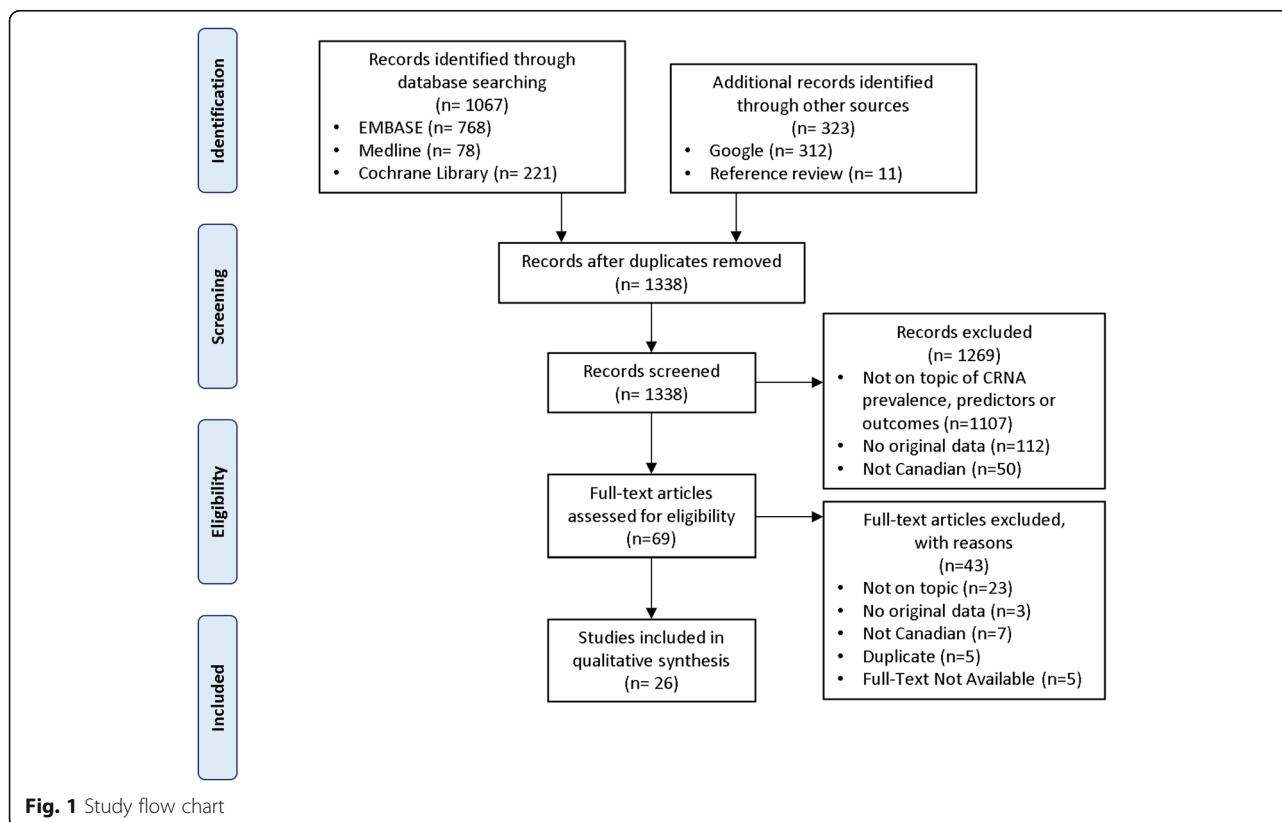 Identification
Records identified through
database searching
(n= 1067)
• EMBASE (n= 768)
• Medline (n= 78)
• Cochrane Library (n= 221)
Additional records identified
through other sources
(n= 323)
• Google (n= 312)
• Reference review (n= 11)
Screening
Records after duplicates removed
(n= 1338)
Records screened
(n= 1338)
Records excluded
(n= 1269)
• Not on topic of CRNA
prevalence, predictors or
outcomes (n=1107)
• No original data (n=112)
• Not Canadian (n=50)
Eligibility
Full-text articles
assessed for eligibility
(n=69)
Full-text articles excluded,
with reasons
(n=43)
• Not on topic (n=23)
• No original data (n=3)
• Not Canadian (n=7)
• Duplicate (n=5)
• Full-Text Not Available (n=5)
Included
Studies included in
qualitative synthesis
(n= 26)
Fig. 1 Study flow chart